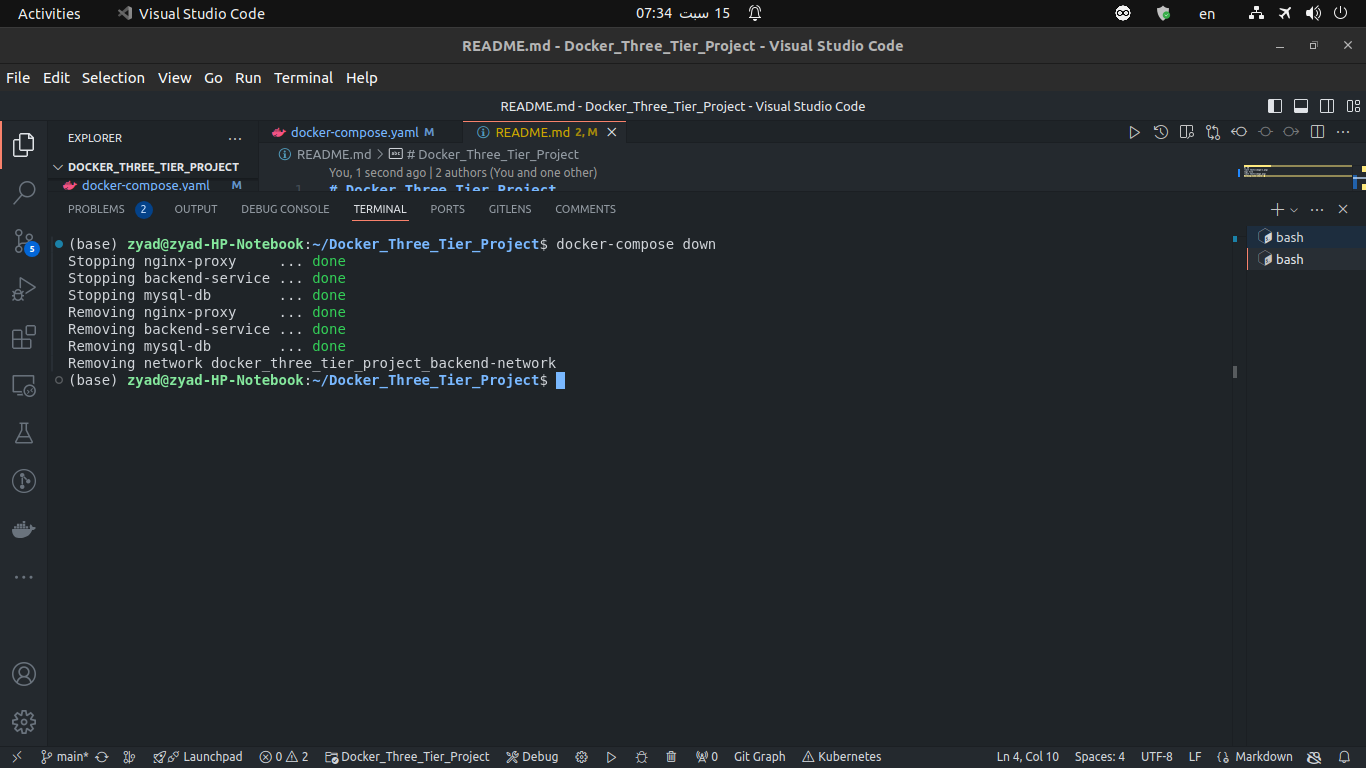 Activities
Visual Studio Code
07:34 15 سبت
en
README.md - Docker_Three_Tier_Project - Visual Studio Code
File Edit Selection View Go Run Terminal Help
README.md - Docker_Three_Tier_Project - Visual Studio Code
EXPLORER
docker-compose.yaml M
README.md 2, M
DOCKER_THREE_TIER_PROJECT
README.md > # Docker_Three_Tier_Project
docker-compose.yaml M
You, 1 second ago | 2 authors (You and one other)
1 # Docker_Three_Tier_Project
PROBLEMS 2 OUTPUT DEBUG CONSOLE TERMINAL PORTS GITLENS COMMENTS
(base) zyad@zyad-HP-Notebook:~/Docker_Three_Tier_Project$ docker-compose down
Stopping nginx-proxy ... done
Stopping backend-service ... done
Stopping mysql-db ... done
Removing nginx-proxy ... done
Removing backend-service ... done
Removing mysql-db ... done
Removing network docker_three_tier_project_backend-network
(base) zyad@zyad-HP-Notebook:~/Docker_Three_Tier_Project$
bash
bash
5
main* Launchpad 0 2 Docker_Three_Tier_Project Debug 0 Git Graph Kubernetes Ln 4, Col 10 Spaces: 4 UTF-8 LF Markdown